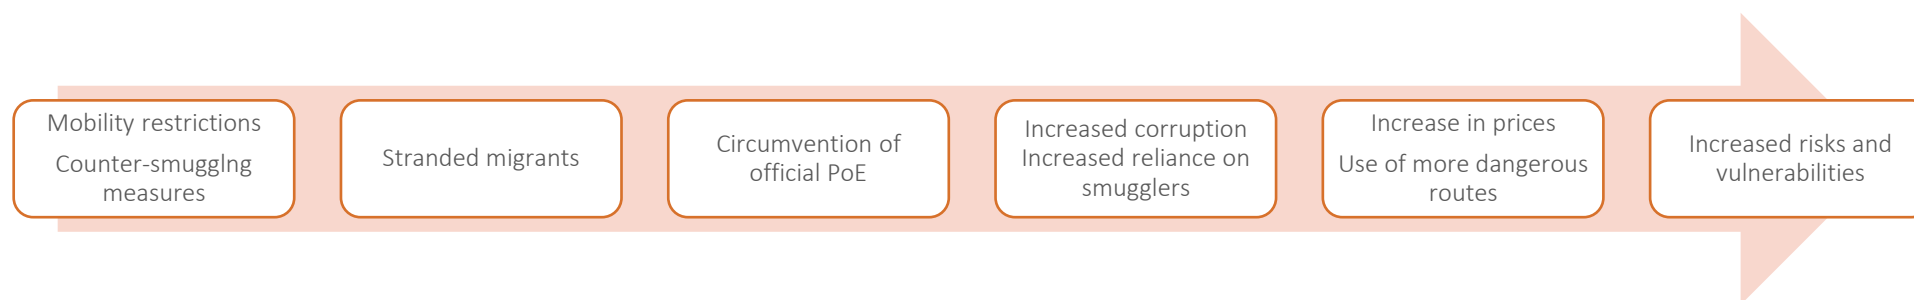 Mobility restrictions
Counter-smugglng
measures
Stranded migrants
Circumvention of
official PoE
Increased corruption
Increased reliance on
smugglers
Increase in prices
Use of more dangerous
routes
Increased risks and
vulnerabilities